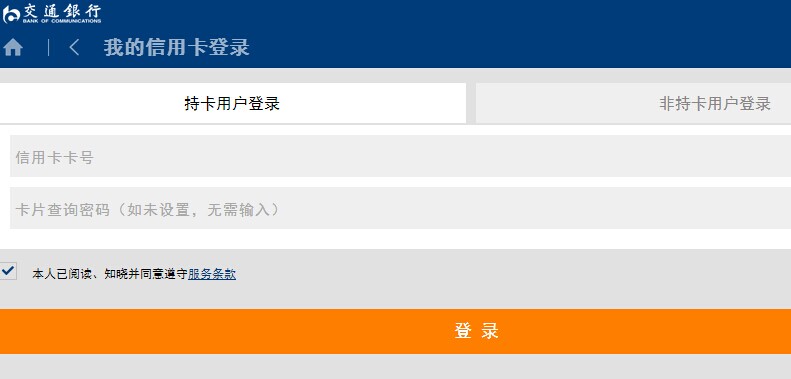 交通銀行
BANK OF COMMUNICATIONS
我的信用卡登录
持卡用户登录
非持卡用户登录
信用卡卡号
卡片查询密码（如未设置，无需输入）
本人已阅读、知晓并同意遵守服务条款
登 录